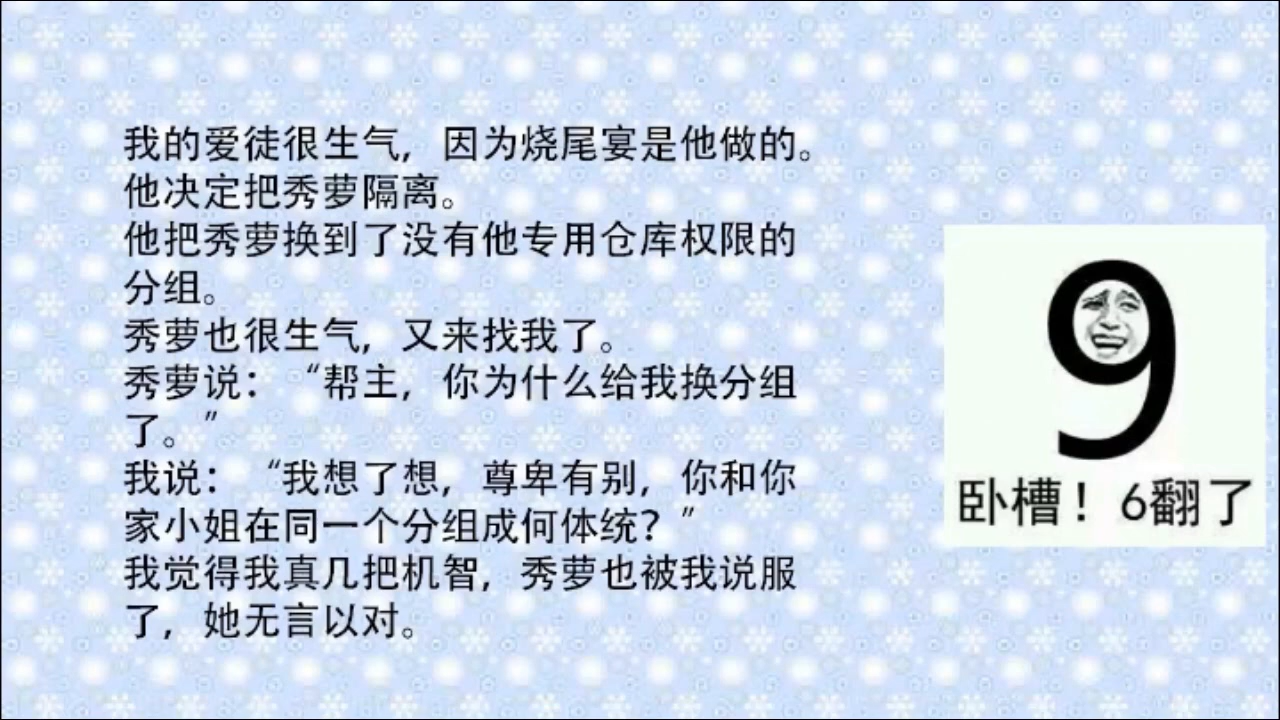 我的爱徒很生气，因为烧尾宴是他做的。
他决定把秀萝隔离。
他把秀萝换到了没有他专用仓库权限的
分组。
秀萝也很生气，又来找我了。
秀萝说：“帮主，你为什么给我换分组
了。”
我说：“我想了想，尊卑有别，你和你
家小姐在同一个分组成何体统？”
我觉得我真几把机智，秀萝也被我说服
了，她无言以对。
9
卧槽！6翻了